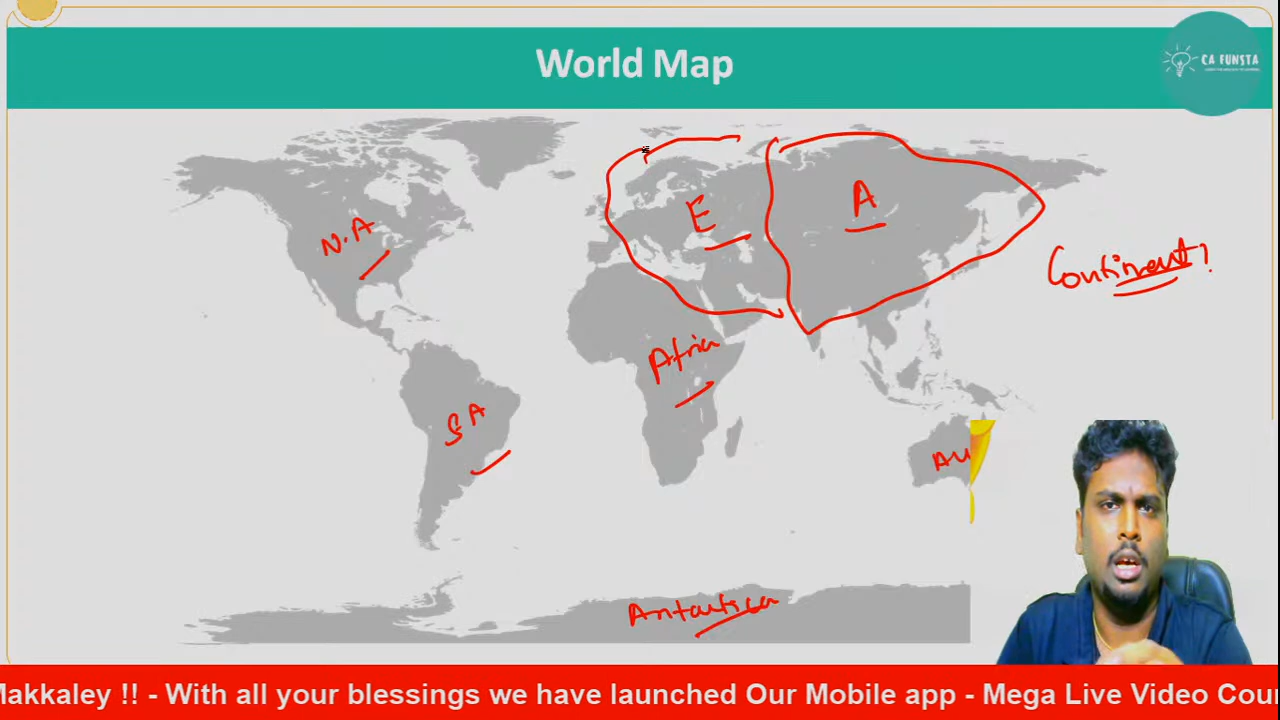 World Map
CA FUNSTA
E
A
N.A
Continent?
Africa
SA
Au
Antartica
Makkaley !! - With all your blessings we have launched Our Mobile app - Mega Live Video Cou